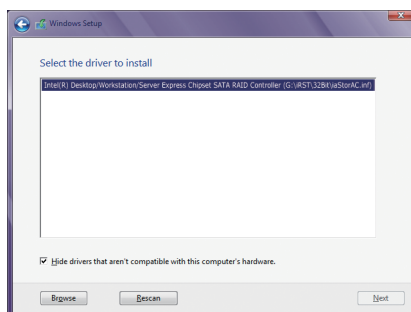 Windows Setup
Select the driver to install
Intel(R) Desktop/Workstation/Server Express Chipset SATA RAID Controller (G:\iRST\32Bit\iaStorAC.inf)
Hide drivers that aren't compatible with this computer's hardware.
Browse
Rescan
Next